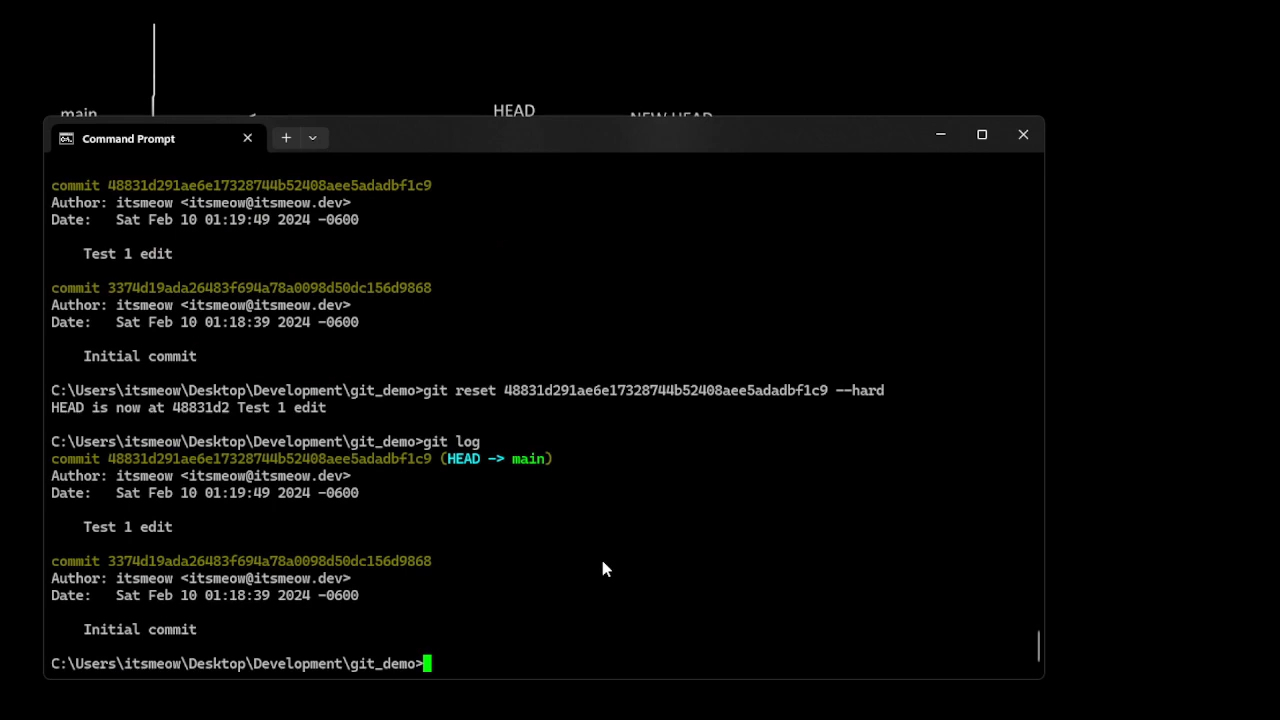 main
HEAD
NEW HEAD
Command Prompt
commit 48831d291ae6e17328744b52408aee5adadbf1c9
Author: itsmeow <itsmeow@itsmeow.dev>
Date:   Sat Feb 10 01:19:49 2024 -0600
Test 1 edit
commit 3374d19ada26483f694a78a0098d50dc156d9868
Author: itsmeow <itsmeow@itsmeow.dev>
Date:   Sat Feb 10 01:18:39 2024 -0600
Initial commit
C:\Users\itsmeow\Desktop\Development\git_demo>git reset 48831d291ae6e17328744b52408aee5adadbf1c9 --hard
HEAD is now at 48831d2 Test 1 edit
C:\Users\itsmeow\Desktop\Development\git_demo>git log
commit 48831d291ae6e17328744b52408aee5adadbf1c9 (HEAD -> main)
Author: itsmeow <itsmeow@itsmeow.dev>
Date:   Sat Feb 10 01:19:49 2024 -0600
Test 1 edit
commit 3374d19ada26483f694a78a0098d50dc156d9868
Author: itsmeow <itsmeow@itsmeow.dev>
Date:   Sat Feb 10 01:18:39 2024 -0600
Initial commit
C:\Users\itsmeow\Desktop\Development\git_demo>